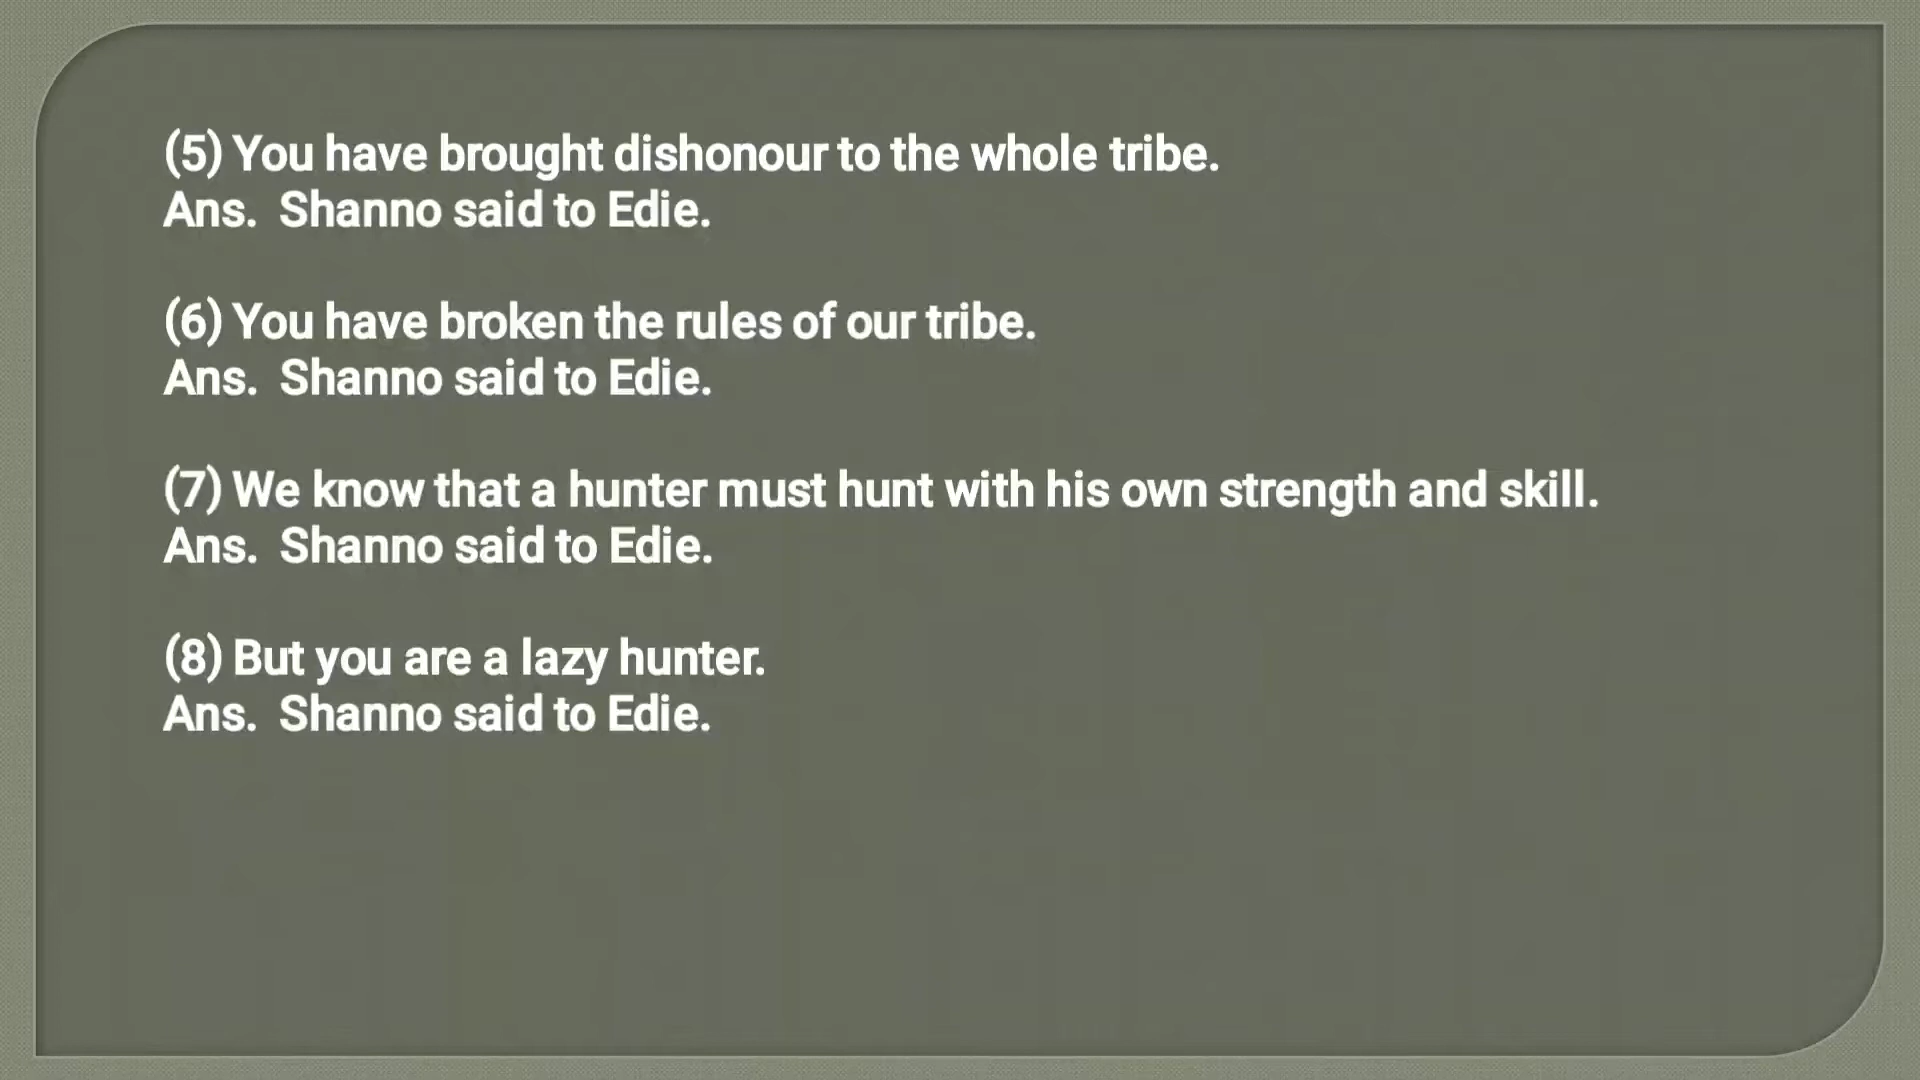 (5) You have brought dishonour to the whole tribe.
Ans. Shanno said to Edie.
(6) You have broken the rules of our tribe.
Ans. Shanno said to Edie.
(7) We know that a hunter must hunt with his own strength and skill.
Ans. Shanno said to Edie.
(8) But you are a lazy hunter.
Ans. Shanno said to Edie.